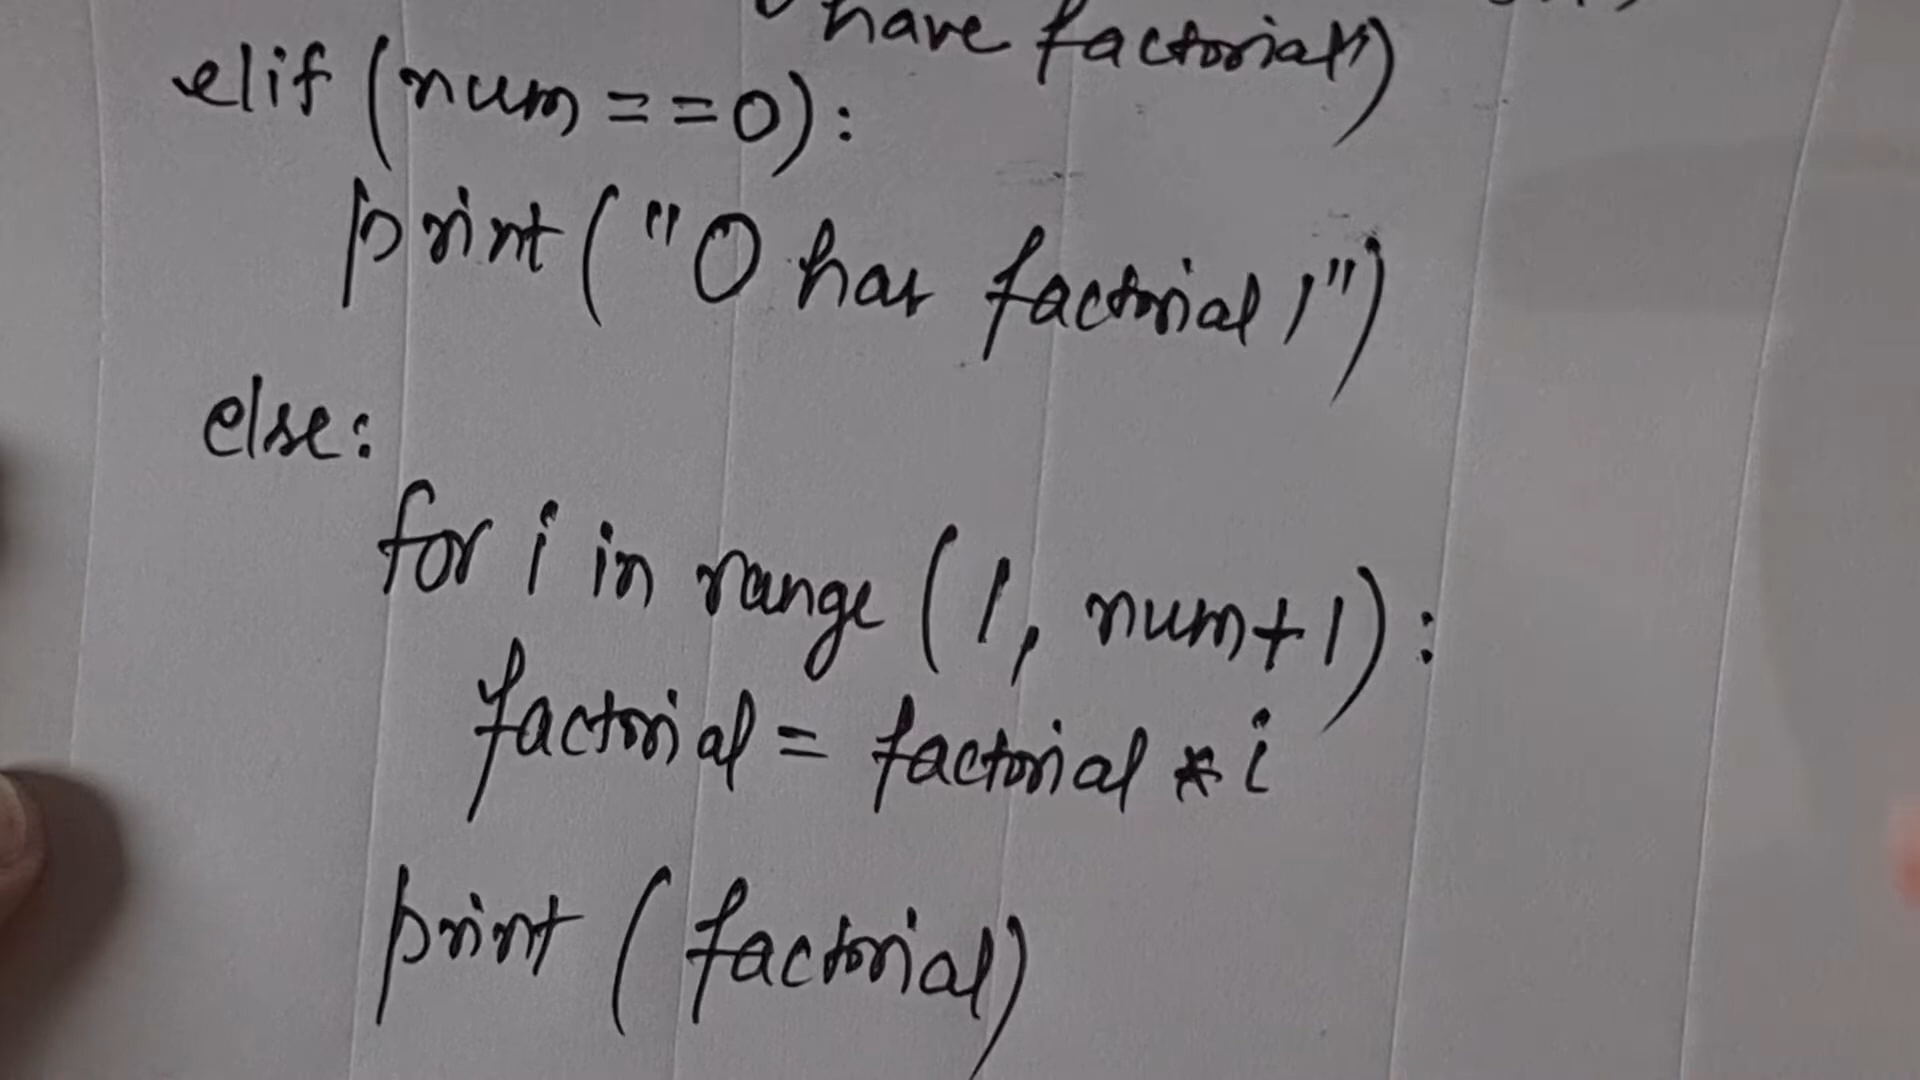 have factorial")
elif (num==0):
print("0 has factorial 1")
else:
for i in range (1, num+1):
factorial = factorial * i
print (factorial)